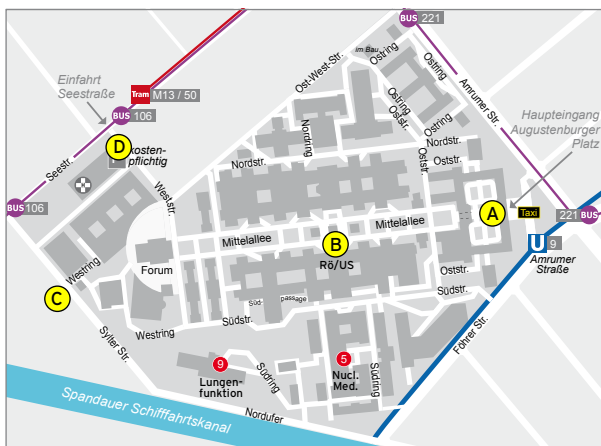 BUS 221
im Bau
Ost-West-Str.
Ostring
Ostring
Amrumer Str.
Einfahrt
Seestraße
Tram M13 / 50
BUS 106
Haupteingang
Augustenburger
Platz
D
kosten-
pflichtig
Seestr.
Nordring
Ostring
Oststr.
Ostring
Nordstr.
Nordstr.
Oststr.
Oststr.
BUS 106
Weststr.
A
Taxi
221 BUS
Mittelallee
Mittelallee
B
Rö/US
U 9
Amrumer
Straße
Westring
Forum
Oststr.
C
Süd-
passage
Südstr.
Westring
Südstr.
Sylter Str.
Föhrer Str.
9
Lungen-
funktion
Südring
5
Nucl.
Med.
Südring
Nordufer
Spandauer Schifffahrtskanal